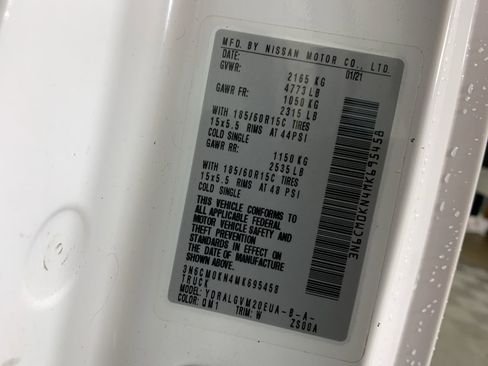 MFD. BY NISSAN MOTOR CO., LTD.
DATE: 01/21
GVWR: 2165 KG
4773 LB
GAWR FR: 1050 KG
2315 LB
WITH 185/60R15C TIRES
15x5.5 RIMS AT 44PSI
COLD SINGLE
GAWR RR: 1150 KG
2535 LB
WITH 185/60R15C TIRES
15x5.5 RIMS AT 48 PSI
COLD SINGLE
THIS VEHICLE CONFORMS TO
ALL APPLICABLE FEDERAL
MOTOR VEHICLE SAFETY AND
THEFT PREVENTION
STANDARDS IN EFFECT ON
THE DATE OF MANUFACTURE
SHOWN ABOVE.
3N6CM0KN4MK695458
TRUCK
MODEL: YDRALGVM20EUA-B-A-
COLOR: QM1 TRIM: W ZS00A
3N6CM0KN4MK695458